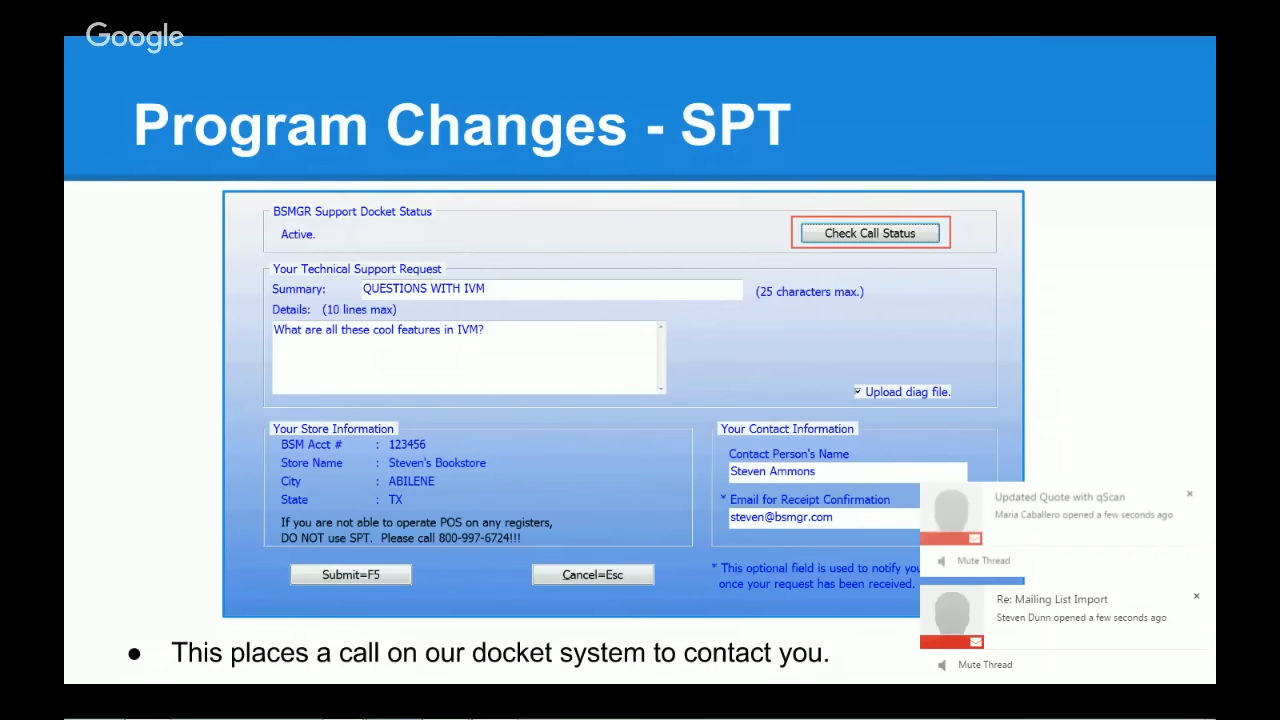 Google
Program Changes - SPT
BSMGR Support Docket Status
Active.
Check Call Status
Your Technical Support Request
Summary: QUESTIONS WITH IVM (25 characters max.)
Details: (10 lines max)
What are all these cool features in IVM?
Upload diag file.
Your Store Information
BSM Acct # : 123456
Store Name : Steven's Bookstore
City : ABILENE
State : TX
If you are not able to operate POS on any registers,
DO NOT use SPT. Please call 800-997-6724!!!
Your Contact Information
Contact Person's Name
Steven Ammons
* Email for Receipt Confirmation
steven@bsmgr.com
Submit=F5
Cancel=Esc
* This optional field is used to notify you
once your request has been received.
Updated Quote with qScan
Maria Caballero opened a few seconds ago
Mute Thread
Re: Mailing List Import
Steven Dunn opened a few seconds ago
Mute Thread
● This places a call on our docket system to contact you.